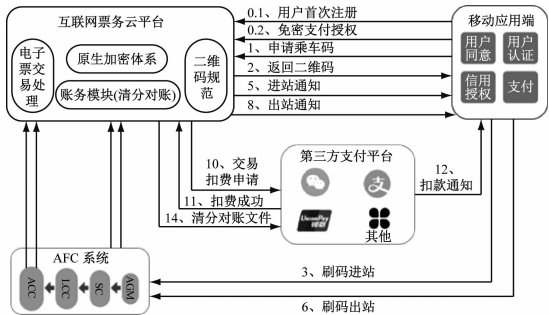 互联网票务云平台
电子
票交
易处
理
原生加密体系
账务模块(清分对账)
二维
码规
范
0.1、用户首次注册
0.2、免密支付授权
1、申请乘车码
2、返回二维码
5、进站通知
8、出站通知
移动应用端
用户
同意
用户
认证
信用
授权
支付
10、交易
扣费申请
11、扣费成功
14、清分对账文件
第三方支付平台
支
UnionPay
银联
其他
12、
扣款通知
AFC 系统
ACC
LCC
SC
AGM
3、刷码进站
6、刷码出站